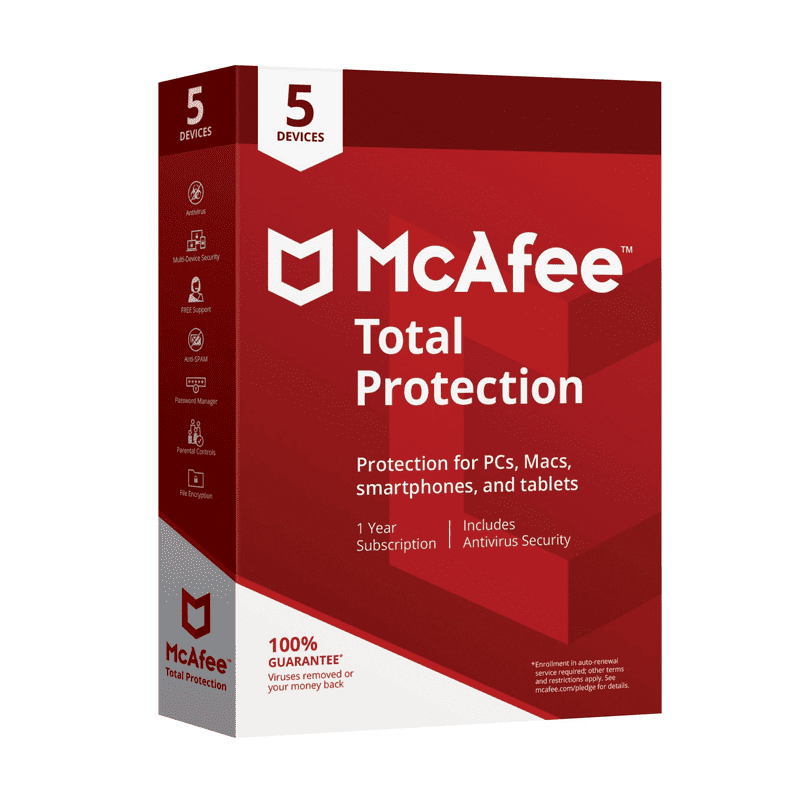 5
DEVICES
Antivirus
Multi-Device Security
FREE Support
Anti-SPAM
Password Manager
Parental Controls
File Encryption
McAfee™
Total Protection
5
DEVICES
McAfee™
Total
Protection
Protection for PCs, Macs,
smartphones, and tablets
1 Year
Subscription
Includes
Antivirus Security
100%
GUARANTEE*
Viruses removed or
your money back
*Enrollment in auto-renewal
service required; other terms
and restrictions apply. See
mcafee.com/pledge for details.